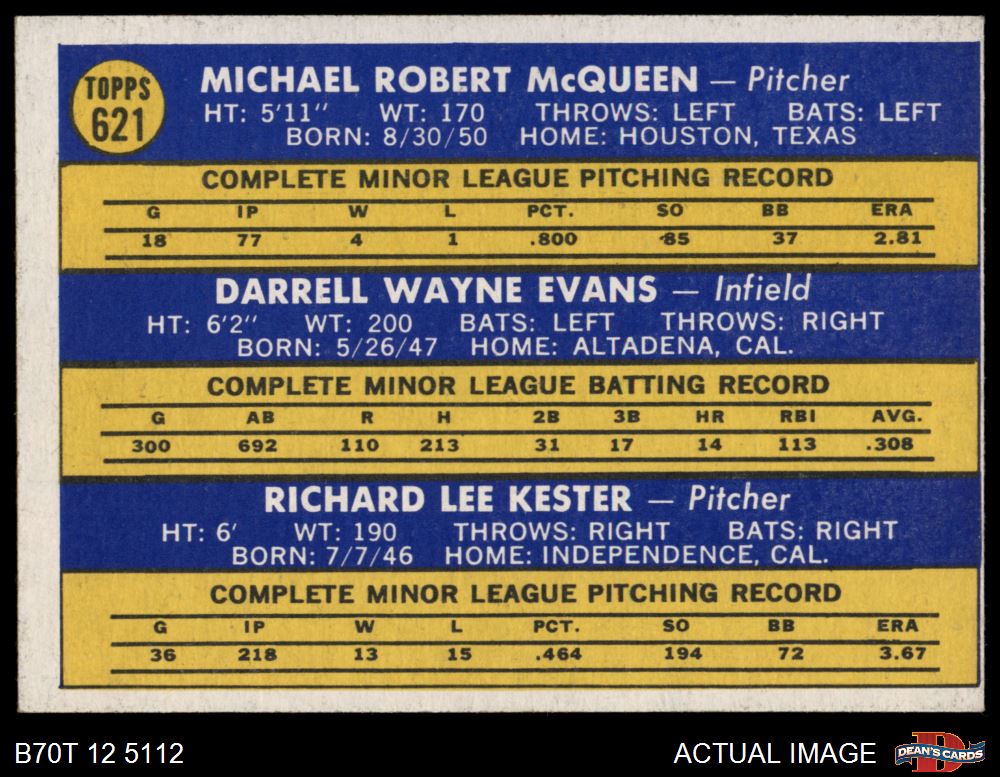 TOPPS
621
MICHAEL ROBERT McQUEEN — Pitcher
HT: 5'11" WT: 170 THROWS: LEFT BATS: LEFT
BORN: 8/30/50 HOME: HOUSTON, TEXAS
COMPLETE MINOR LEAGUE PITCHING RECORD
G IP W L PCT. SO BB ERA
18 77 4 1 .800 85 37 2.81
DARRELL WAYNE EVANS — Infield
HT: 6'2" WT: 200 BATS: LEFT THROWS: RIGHT
BORN: 5/26/47 HOME: ALTADENA, CAL.
COMPLETE MINOR LEAGUE BATTING RECORD
G AB R H 2B 3B HR RBI AVG.
300 692 110 213 31 17 14 113 .308
RICHARD LEE KESTER — Pitcher
HT: 6' WT: 190 THROWS: RIGHT BATS: RIGHT
BORN: 7/7/46 HOME: INDEPENDENCE, CAL.
COMPLETE MINOR LEAGUE PITCHING RECORD
G IP W L PCT. SO BB ERA
36 218 13 15 .464 194 72 3.67
B70T 12 5112 ACTUAL IMAGE
D
DEAN'S CARDS